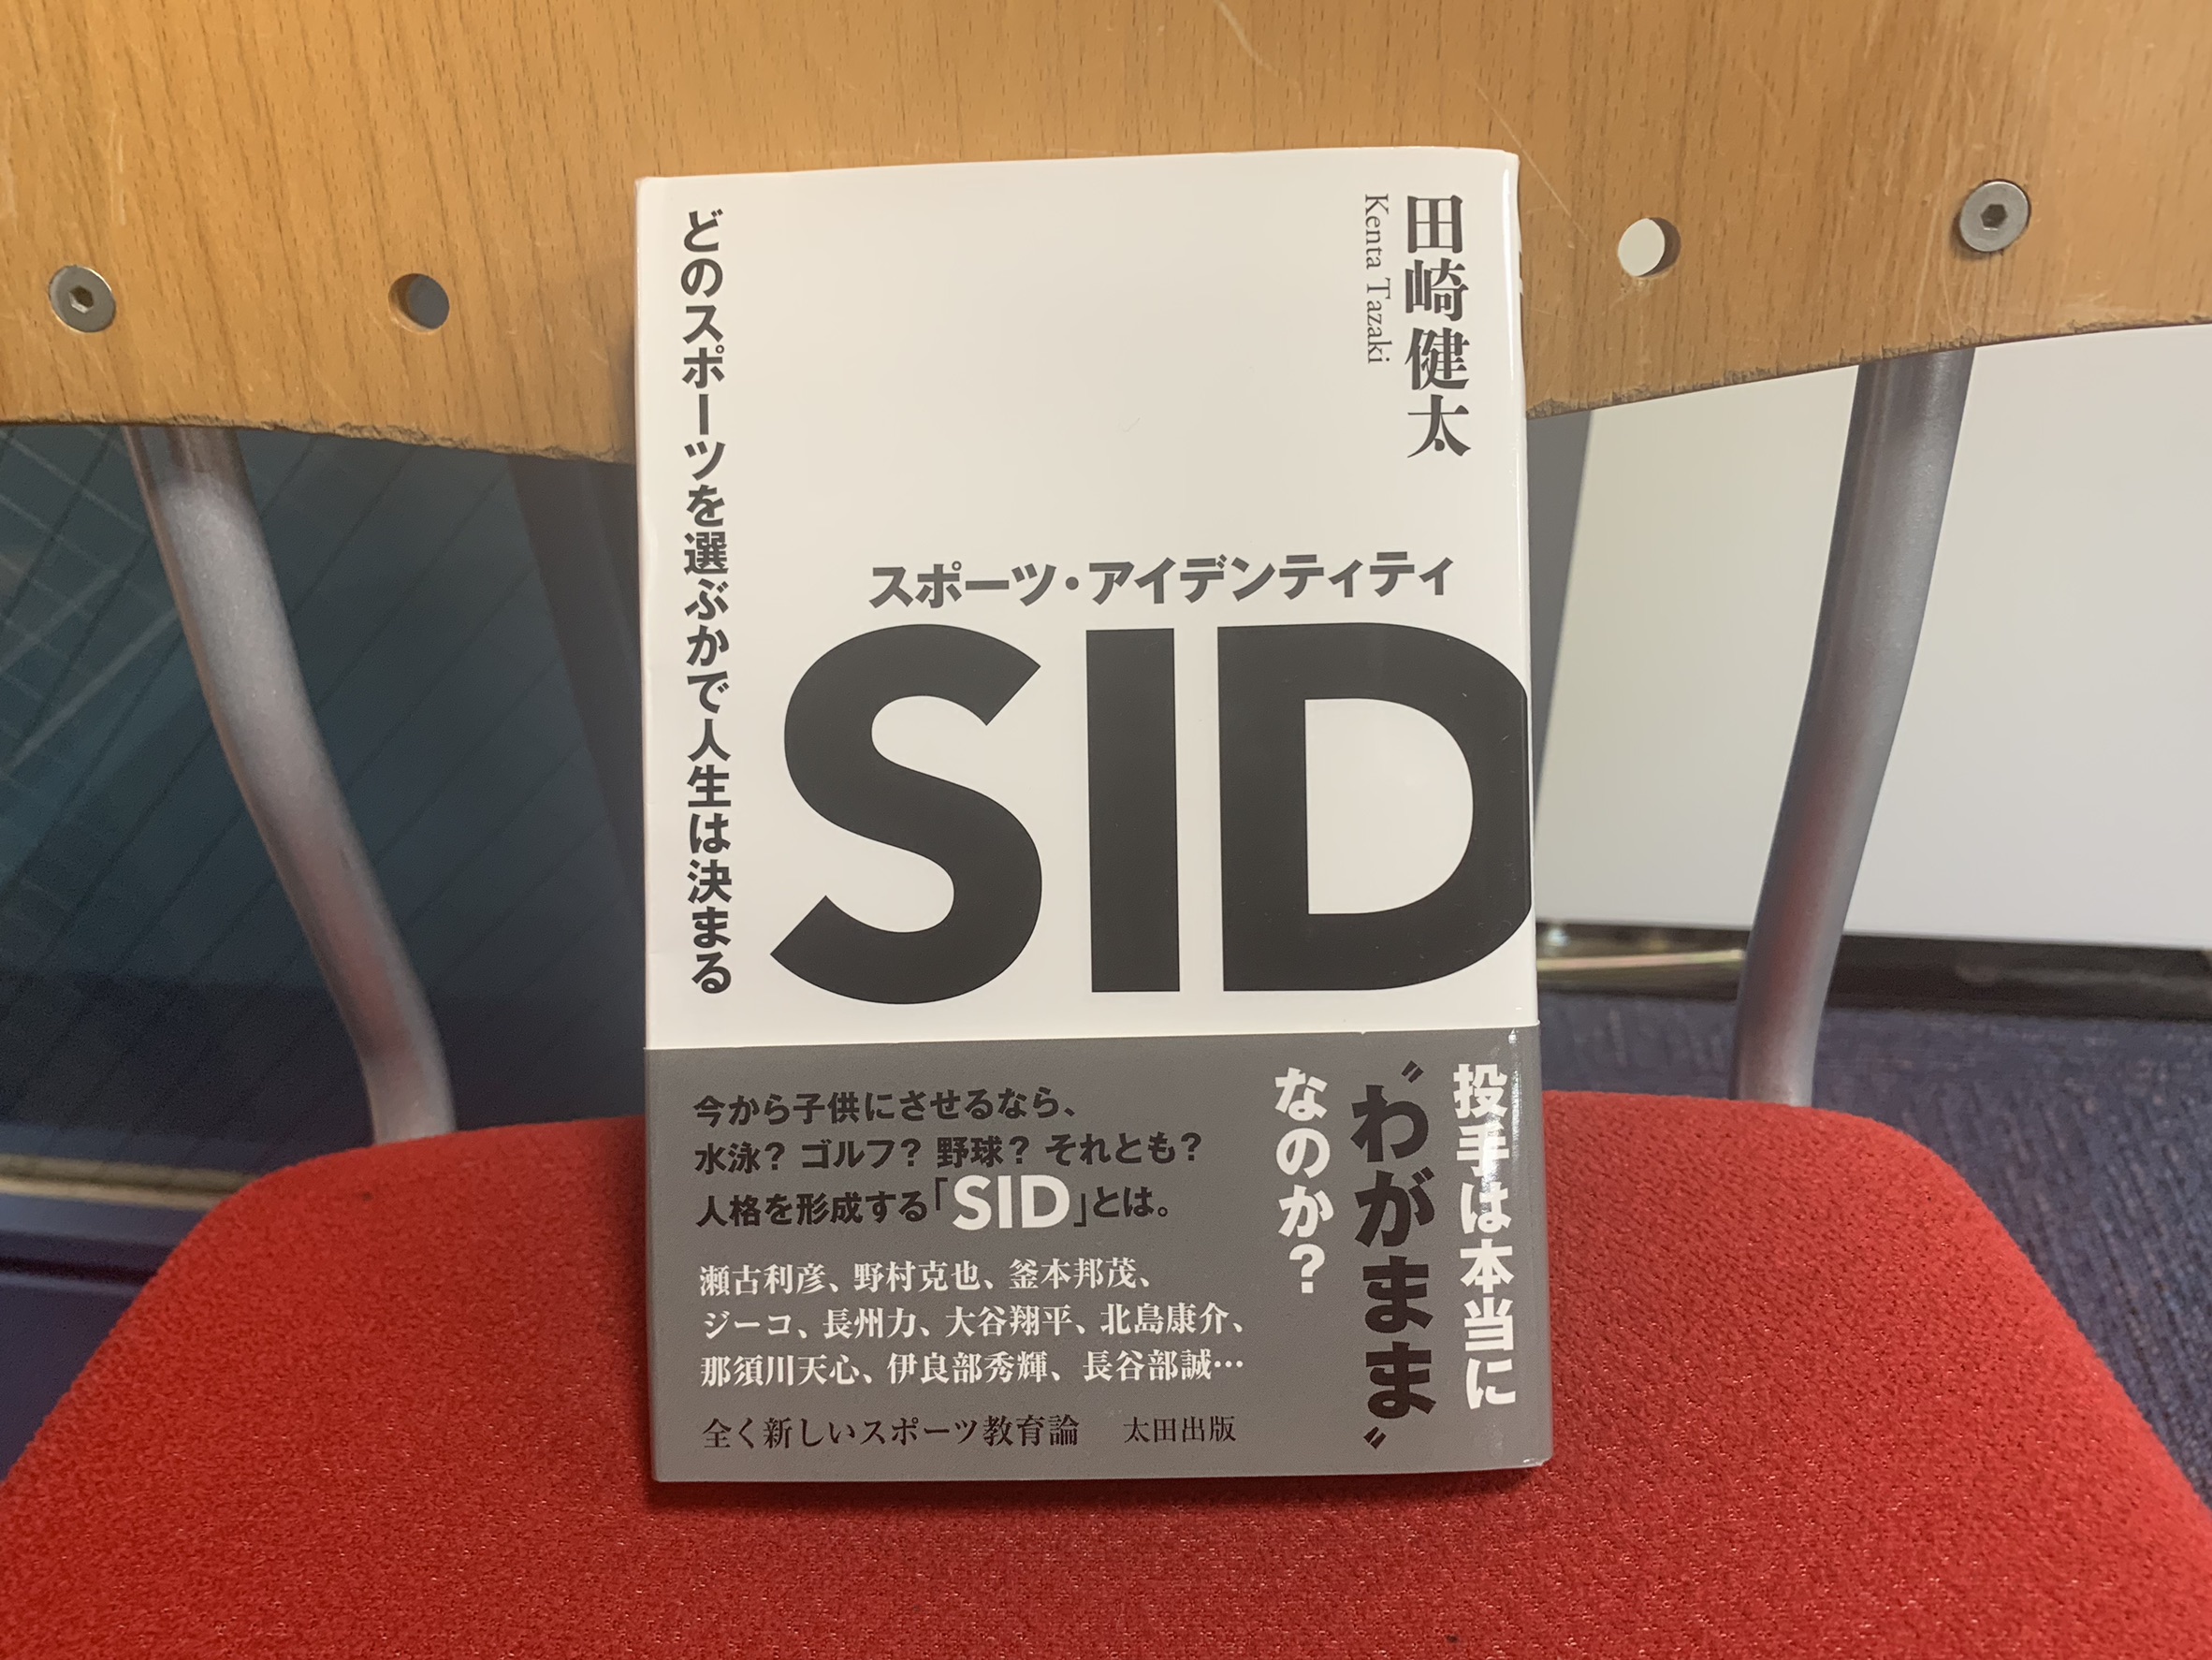 田崎健太
Kenta Tazaki
スポーツ・アイデンティティ
SID
どのスポーツを選ぶかで人生は決まる
投手は本当に
〝わがまま〟
なのか?
今から子供にさせるなら、
水泳? ゴルフ? 野球? それとも?
人格を形成する「SID」とは。
瀬古利彦、野村克也、釜本邦茂、
ジーコ、長州力、大谷翔平、北島康介、
那須川天心、伊良部秀輝、長谷部誠…
全く新しいスポーツ教育論 太田出版